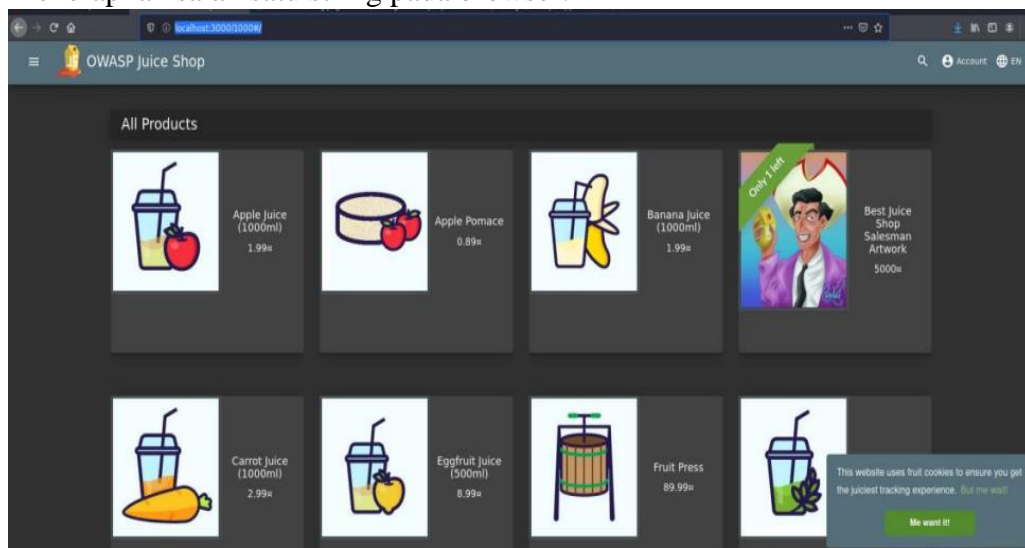 localhost:3000/1000#/
OWASP Juice Shop
Account
EN
All Products
Apple Juice
(1000ml)
1.99¤
Apple Pomace
0.89¤
Banana Juice
(1000ml)
1.99¤
Only 1 left
Best Juice
Shop
Salesman
Artwork
5000¤
Carrot Juice
(1000ml)
2.99¤
Eggfruit Juice
(500ml)
8.99¤
Fruit Press
89.99¤
This website uses fruit cookies to ensure you get
the juiciest tracking experience. But me wait!
Me want it!